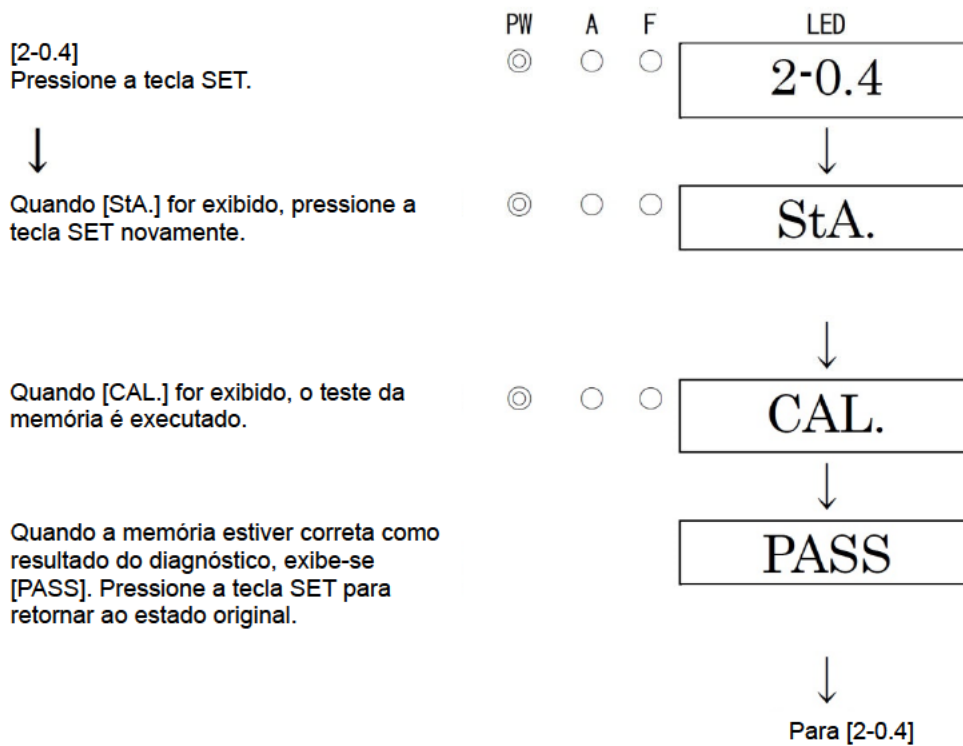 PW A F LED
[2-0.4]
Pressione a tecla SET.
2-0.4
Quando [StA.] for exibido, pressione a
tecla SET novamente.
StA.
Quando [CAL.] for exibido, o teste da
memória é executado.
CAL.
Quando a memória estiver correta como
resultado do diagnóstico, exibe-se
[PASS]. Pressione a tecla SET para
retornar ao estado original.
PASS
Para [2-0.4]